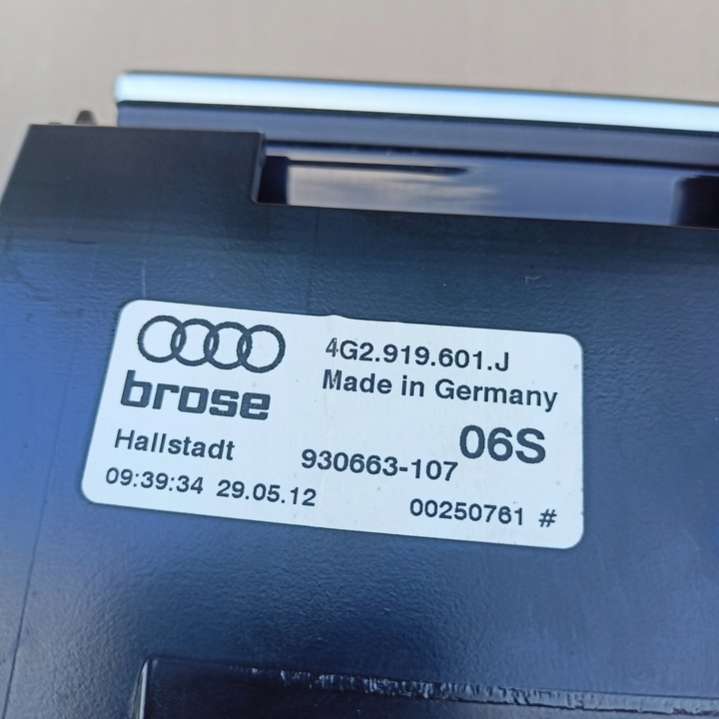 4G2.919.601.J
brose
Made in Germany
Hallstadt
930663-107
06S
09:39:34 29.05.12
00250761 #